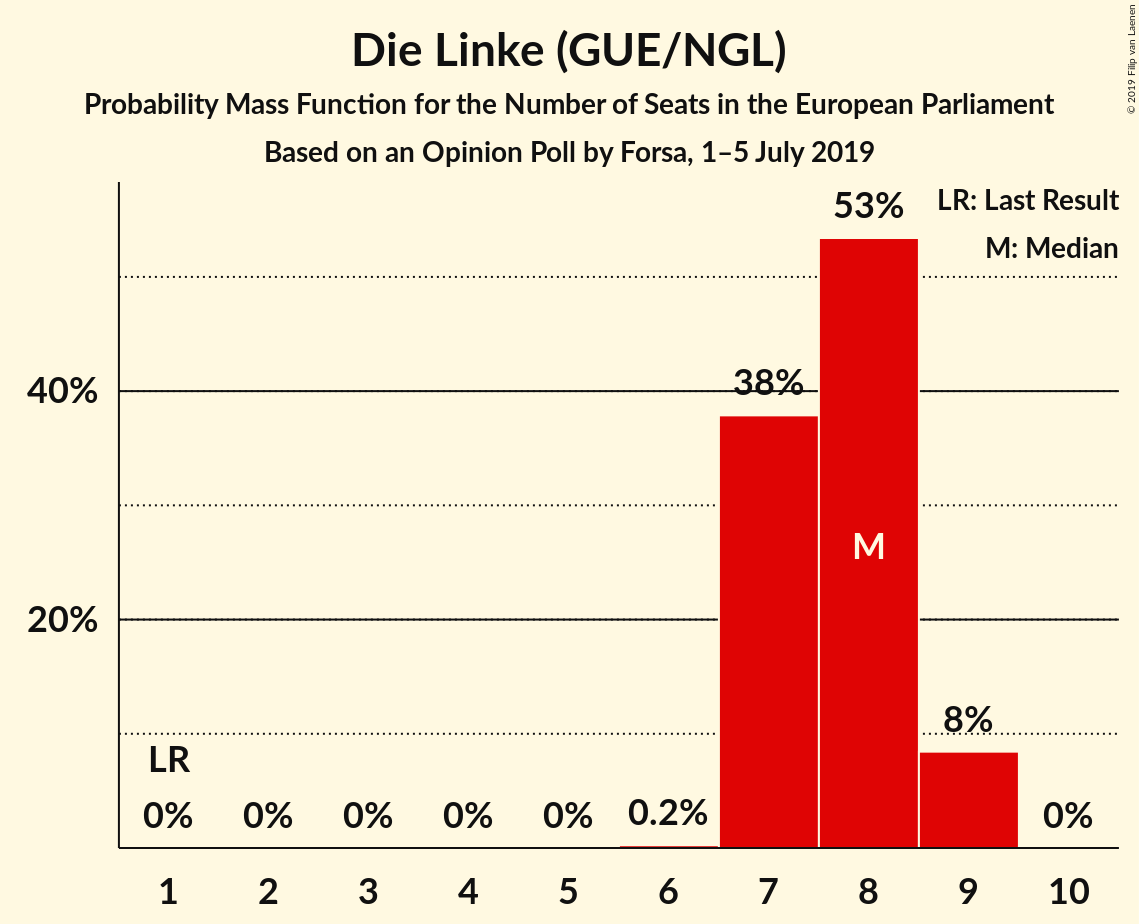 Die Linke (GUE/NGL)
Probability Mass Function for the Number of Seats in the European Parliament
Based on an Opinion Poll by Forsa, 1–5 July 2019
© 2019 Filip van Laenen
LR: Last Result
M: Median
53%
40%
38%
M
20%
8%
LR
0%
0%
0%
0%
0%
0.2%
0%
1 2 3 4 5 6 7 8 9 10